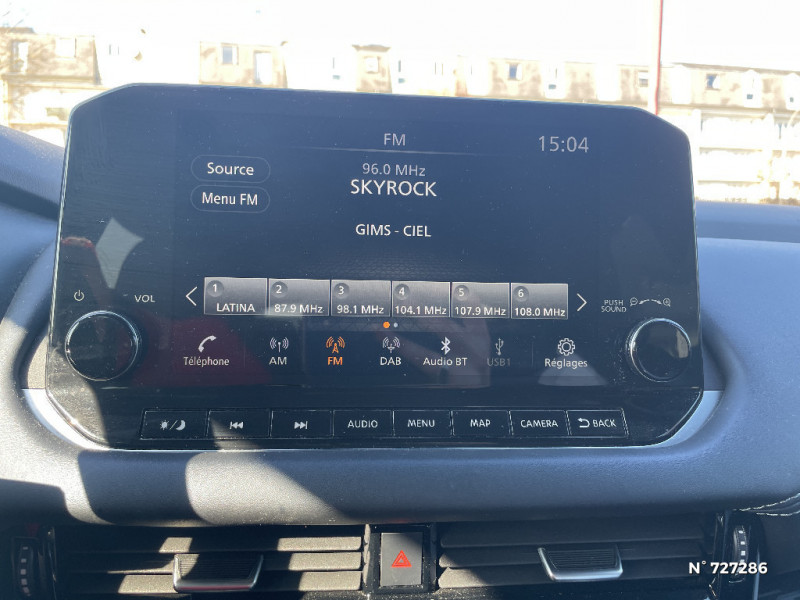 FM
15:04
Source
96.0 MHz
SKYROCK
Menu FM
GIMS - CIEL
1 2 3 4 5 6
LATINA 87.9 MHz 98.1 MHz 104.1 MHz 107.9 MHz 108.0 MHz
VOL
PUSH
SOUND
Téléphone AM FM DAB Audio BT USB1 Réglages
AUDIO MENU MAP CAMERA BACK
N° 727286